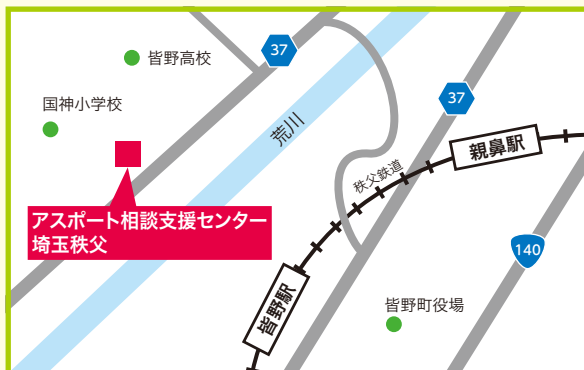 37
皆野高校
国神小学校
荒川
37
親鼻駅
秩父鉄道
アスポート相談支援センター
埼玉秩父
140
皆野駅
皆野町役場